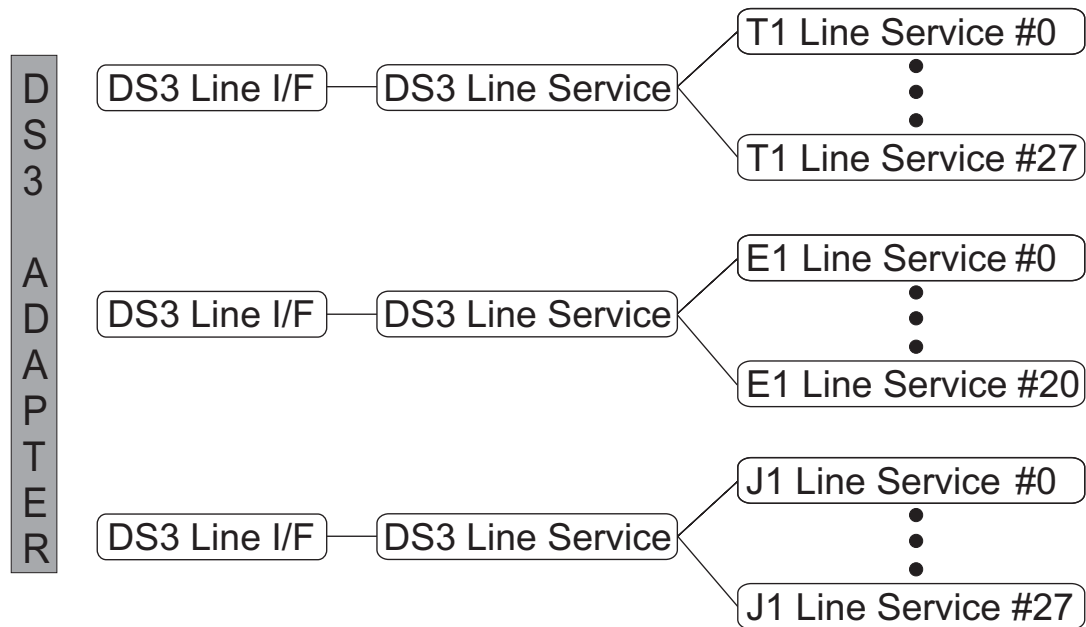 DS3 ADAPTER
DS3 Line I/F
DS3 Line Service
T1 Line Service #0
T1 Line Service #27
DS3 Line I/F
DS3 Line Service
E1 Line Service #0
E1 Line Service #20
DS3 Line I/F
DS3 Line Service
J1 Line Service #0
J1 Line Service #27